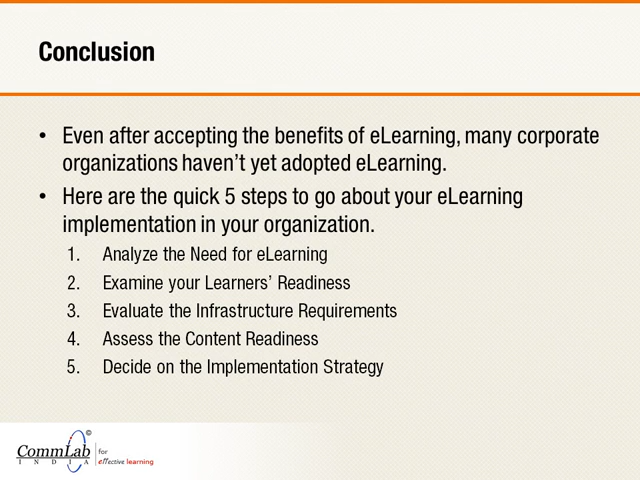 Conclusion
• Even after accepting the benefits of eLearning, many corporate
organizations haven’t yet adopted eLearning.
• Here are the quick 5 steps to go about your eLearning
implementation in your organization.
1. Analyze the Need for eLearning
2. Examine your Learners’ Readiness
3. Evaluate the Infrastructure Requirements
4. Assess the Content Readiness
5. Decide on the Implementation Strategy
©
CommLab
INDIA
for
effective learning